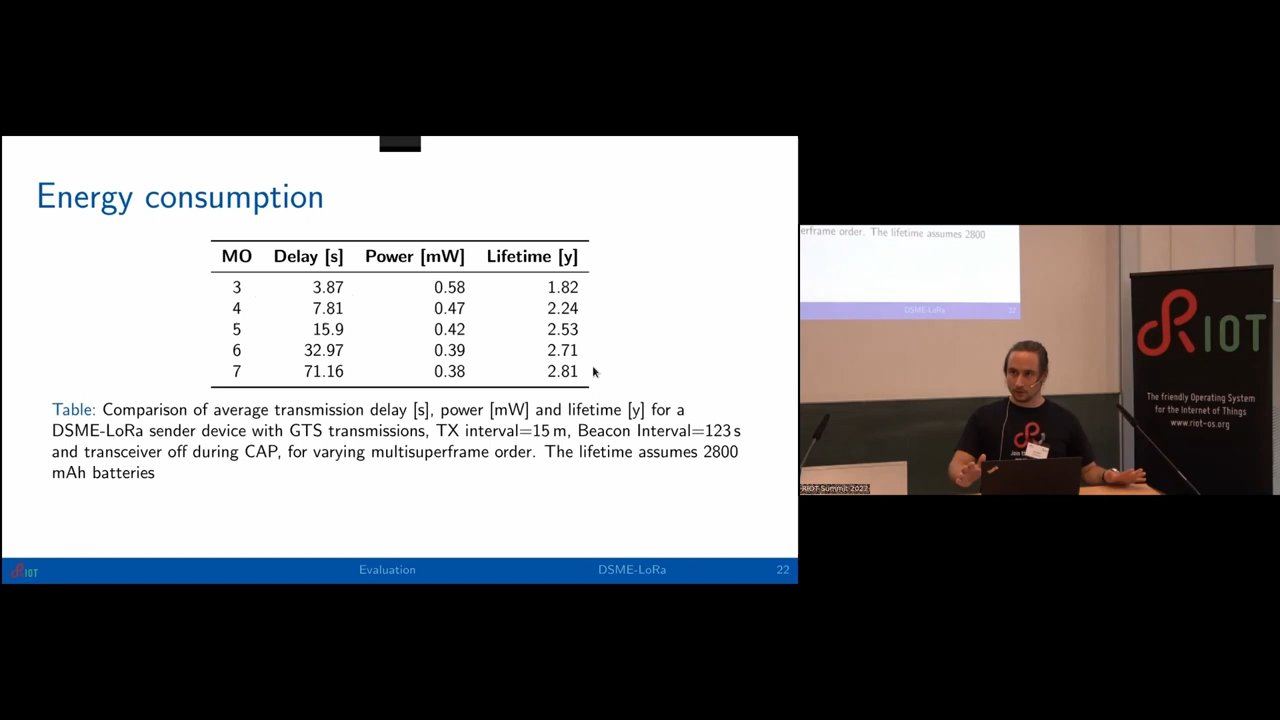 Energy consumption
MO Delay [s] Power [mW] Lifetime [y]
3 3.87 0.58 1.82
4 7.81 0.47 2.24
5 15.9 0.42 2.53
6 32.97 0.39 2.71
7 71.16 0.38 2.81
Table: Comparison of average transmission delay [s], power [mW] and lifetime [y] for a
DSME-LoRa sender device with GTS transmissions, TX interval=15 m, Beacon Interval=123 s
and transceiver off during CAP, for varying multisuperframe order. The lifetime assumes 2800
mAh batteries
RIOT Evaluation DSME-LoRa 22
erframe order. The lifetime assumes 2800
DSME-LoRa 22
RIOT
The friendly Operating System
for the Internet of Things
www.riot-os.org
Join
RIOT Summit 2022